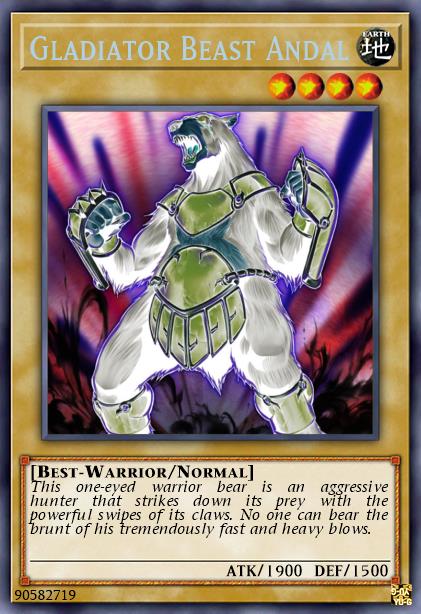 Gladiator Beast Andal
EARTH
地
[Best-Warrior/Normal]
This one-eyed warrior bear is an aggressive
hunter that strikes down its prey with the
powerful swipes of its claws. No one can bear the
brunt of his tremendously fast and heavy blows.
ATK/1900 DEF/1500
90582719